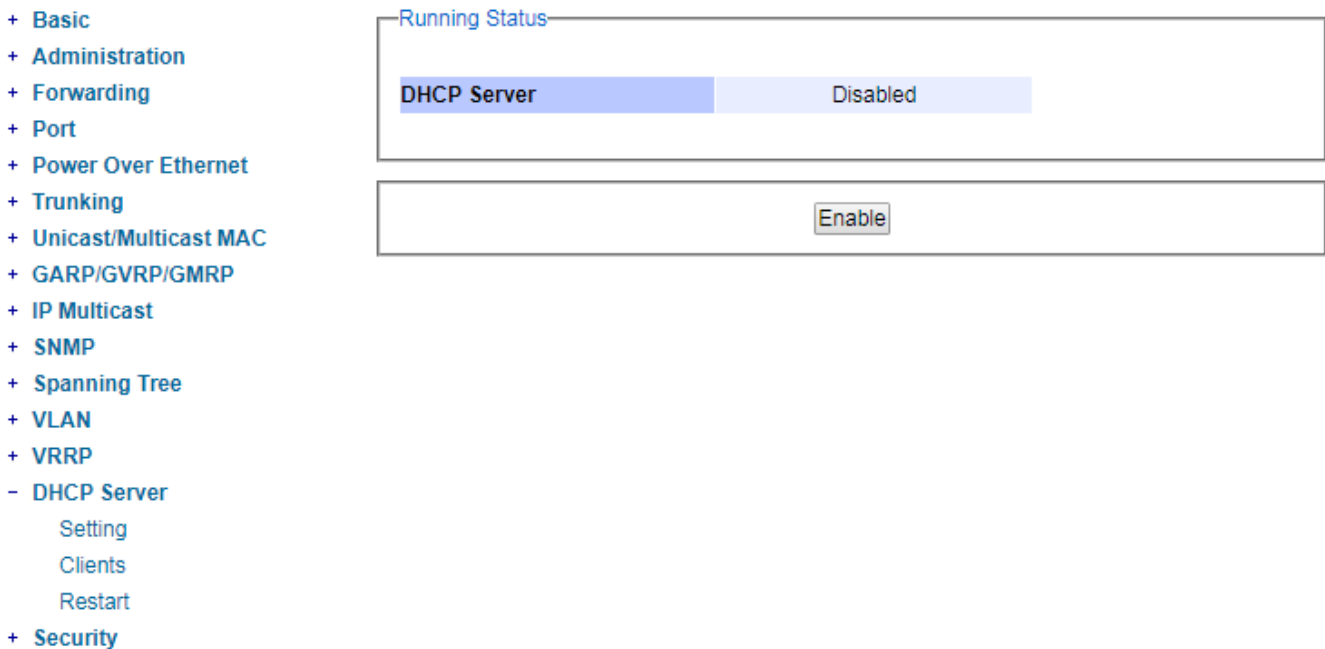 + Basic
+ Administration
+ Forwarding
+ Port
+ Power Over Ethernet
+ Trunking
+ Unicast/Multicast MAC
+ GARP/GVRP/GMRP
+ IP Multicast
+ SNMP
+ Spanning Tree
+ VLAN
+ VRRP
− DHCP Server
Setting
Clients
Restart
+ Security
Running Status
DHCP Server Disabled
Enable